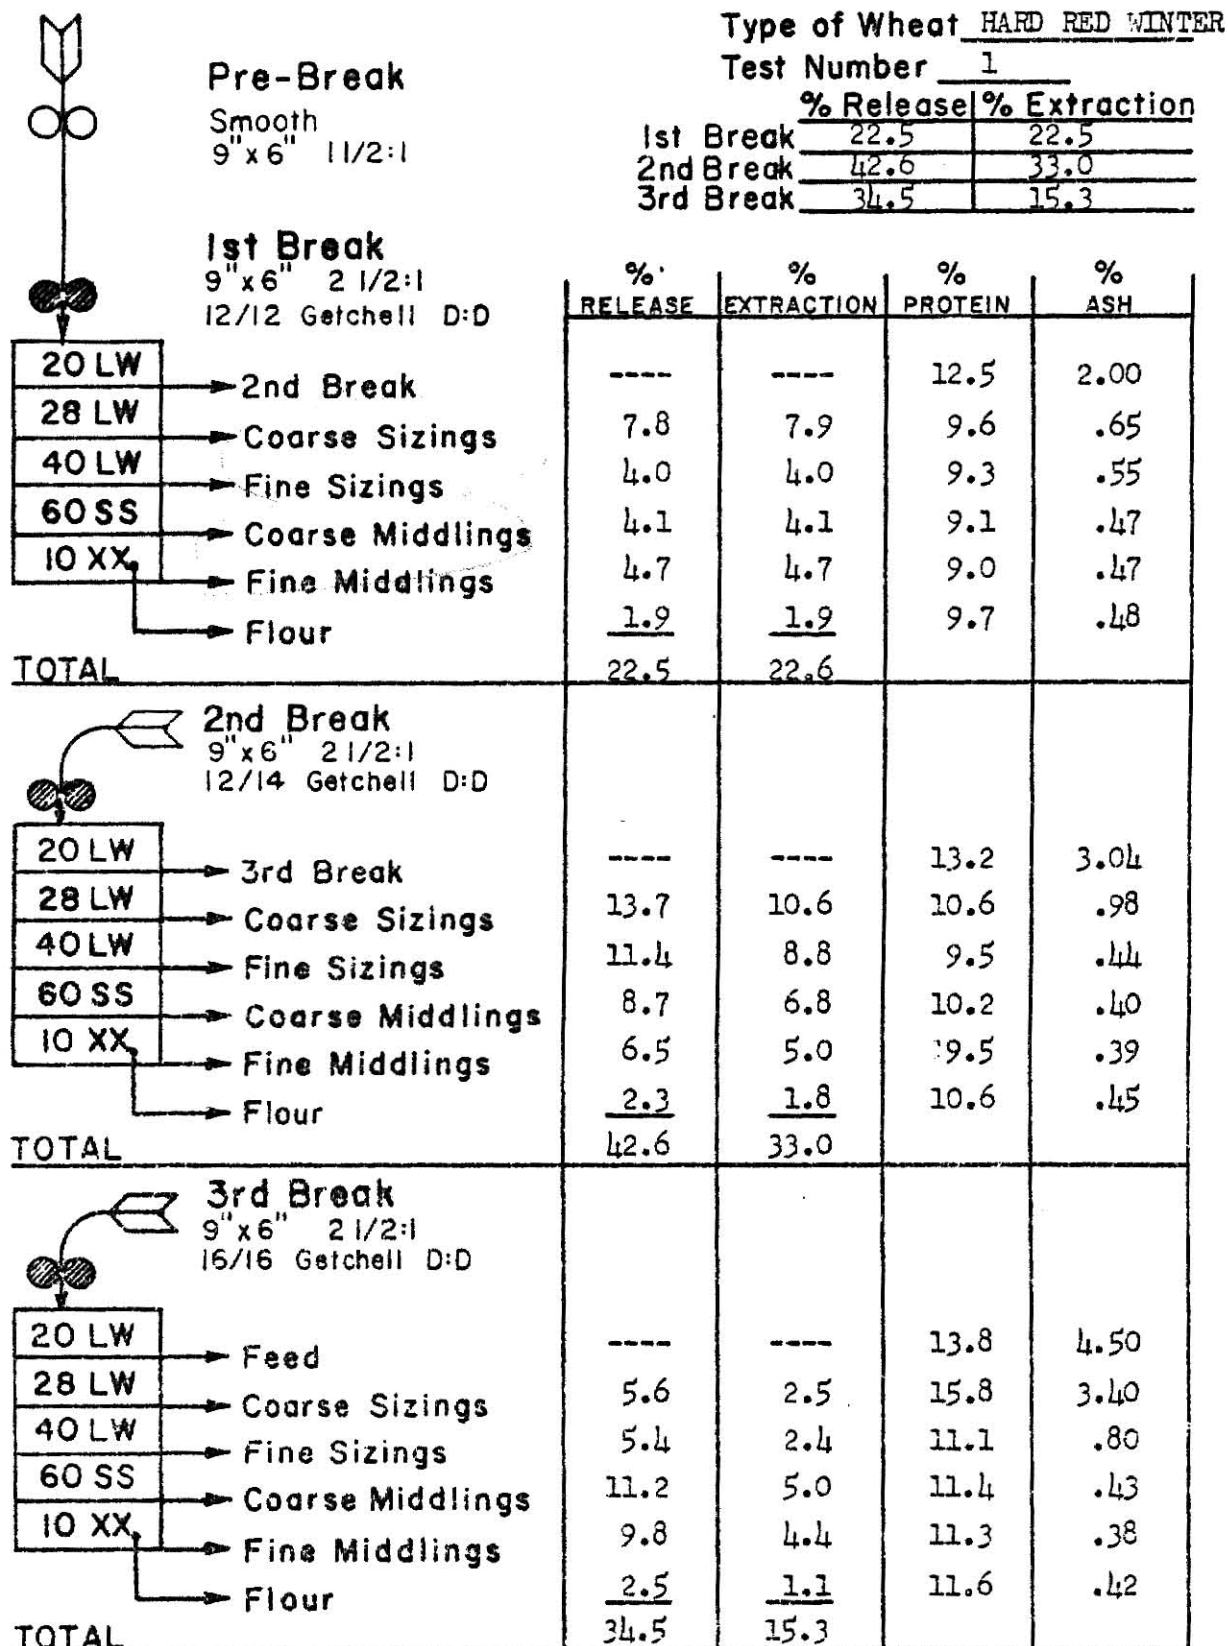 Type of Wheat HARD RED WINTER
Test Number 1
% Release % Extraction
1st Break 22.5 22.5
2nd Break 42.6 33.0
3rd Break 34.5 15.3
Pre-Break
Smooth
9"x6" 1 1/2:1
1st Break
9"x6" 2 1/2:1
12/12 Getchell D:D
% RELEASE % EXTRACTION % PROTEIN % ASH
20 LW 2nd Break ---- ---- 12.5 2.00
28 LW Coarse Sizings 7.8 7.9 9.6 .65
40 LW Fine Sizings 4.0 4.0 9.3 .55
60 SS Coarse Middlings 4.1 4.1 9.1 .47
10 XX Fine Middlings 4.7 4.7 9.0 .47
Flour 1.9 1.9 9.7 .48
TOTAL 22.5 22.6
2nd Break
9"x6" 2 1/2:1
12/14 Getchell D:D
20 LW 3rd Break ---- ---- 13.2 3.04
28 LW Coarse Sizings 13.7 10.6 10.6 .98
40 LW Fine Sizings 11.4 8.8 9.5 .44
60 SS Coarse Middlings 8.7 6.8 10.2 .40
10 XX Fine Middlings 6.5 5.0 9.5 .39
Flour 2.3 1.8 10.6 .45
TOTAL 42.6 33.0
3rd Break
9"x6" 2 1/2:1
16/16 Getchell D:D
20 LW Feed ---- ---- 13.8 4.50
28 LW Coarse Sizings 5.6 2.5 15.8 3.40
40 LW Fine Sizings 5.4 2.4 11.1 .80
60 SS Coarse Middlings 11.2 5.0 11.4 .43
10 XX Fine Middlings 9.8 4.4 11.3 .38
Flour 2.5 1.1 11.6 .42
TOTAL 34.5 15.3